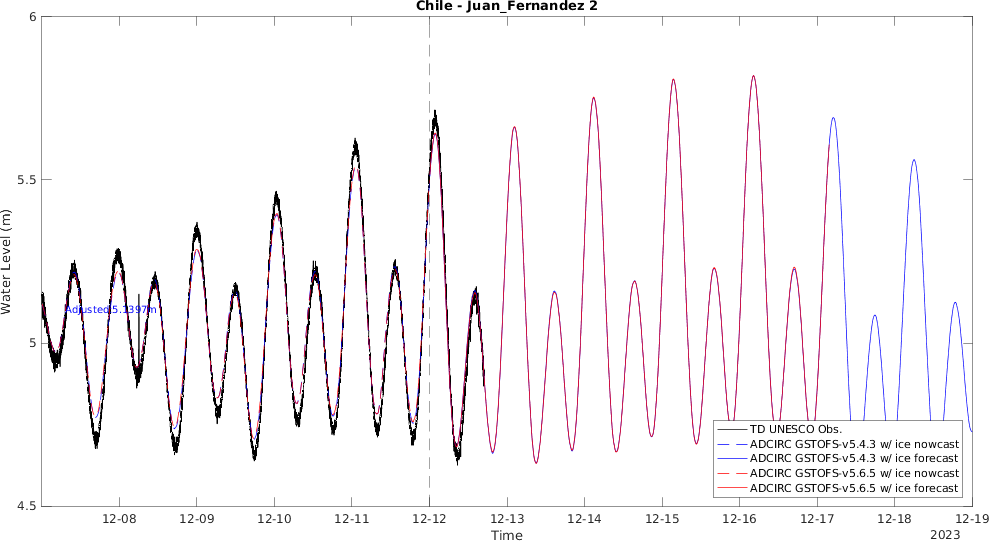 Chile - Juan_Fernandez 2
6
5.5
5
4.5
Water Level (m)
Adjusted 5.1397m
TD UNESCO Obs.
ADCIRC GSTOFS-v5.4.3 w/ ice nowcast
ADCIRC GSTOFS-v5.4.3 w/ ice forecast
ADCIRC GSTOFS-v5.6.5 w/ ice nowcast
ADCIRC GSTOFS-v5.6.5 w/ ice forecast
12-08 12-09 12-10 12-11 12-12 12-13 12-14 12-15 12-16 12-17 12-18 12-19
Time
2023